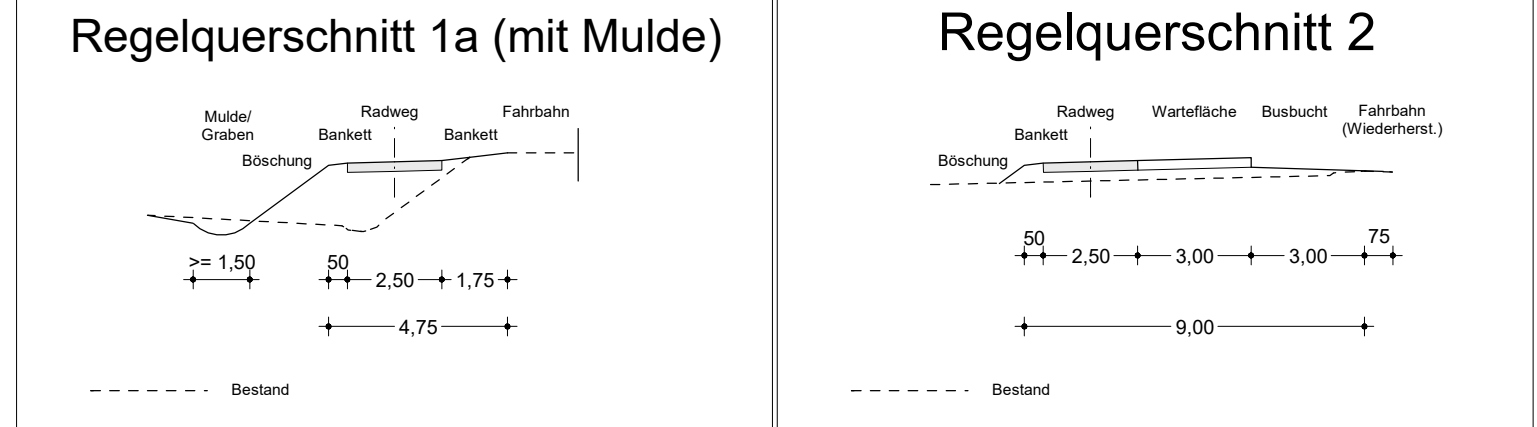 Regelquerschnitt 1a (mit Mulde)
Mulde/
Graben
Radweg
Fahrbahn
Bankett
Bankett
Böschung
>= 1,50
50
2,50
1,75
4,75
Bestand
Regelquerschnitt 2
Radweg
Wartefläche
Busbucht
Fahrbahn
(Wiederherst.)
Bankett
Böschung
50
2,50
3,00
3,00
75
9,00
Bestand